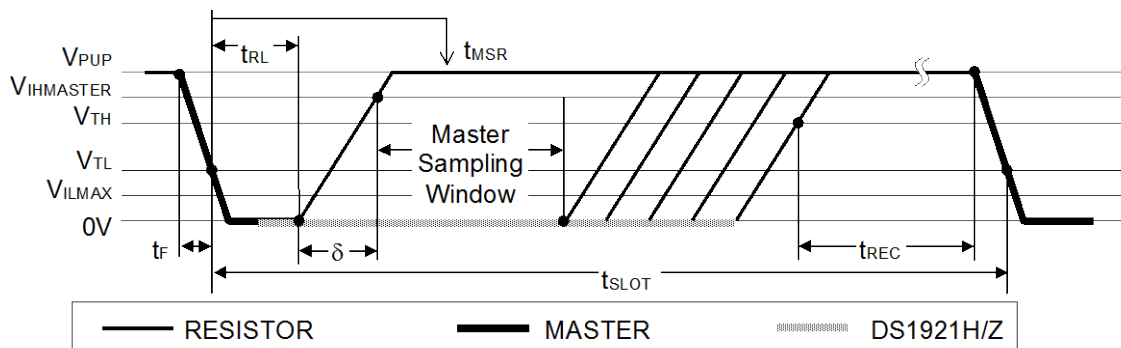 tRL
tMSR
VPUP
VIHMASTER
VTH
Master
Sampling
Window
VTL
VILMAX
0V
tF
δ
tREC
tSLOT
RESISTOR
MASTER
DS1921H/Z